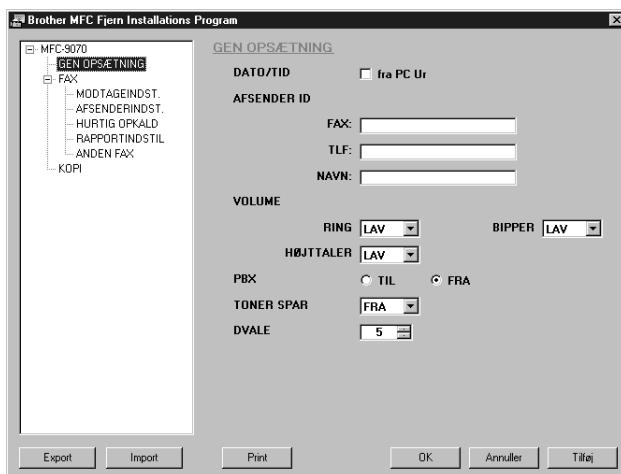 Brother MFC Fjern Installations Program
MFC-9070
GEN OPSÆTNING
FAX
MODTAGEINDST.
AFSENDERINDST.
HURTIG OPKALD
RAPPORTINDSTIL
ANDEN FAX
KOPI
GEN OPSÆTNING
DATO/TID fra PC Ur
AFSENDER ID
FAX:
TLF:
NAVN:
VOLUME
RING LAV BIPPER LAV
HØJTTALER LAV
PBX TIL FRA
TONER SPAR FRA
DVALE 5
Export Import Print OK Annuller Tilføj